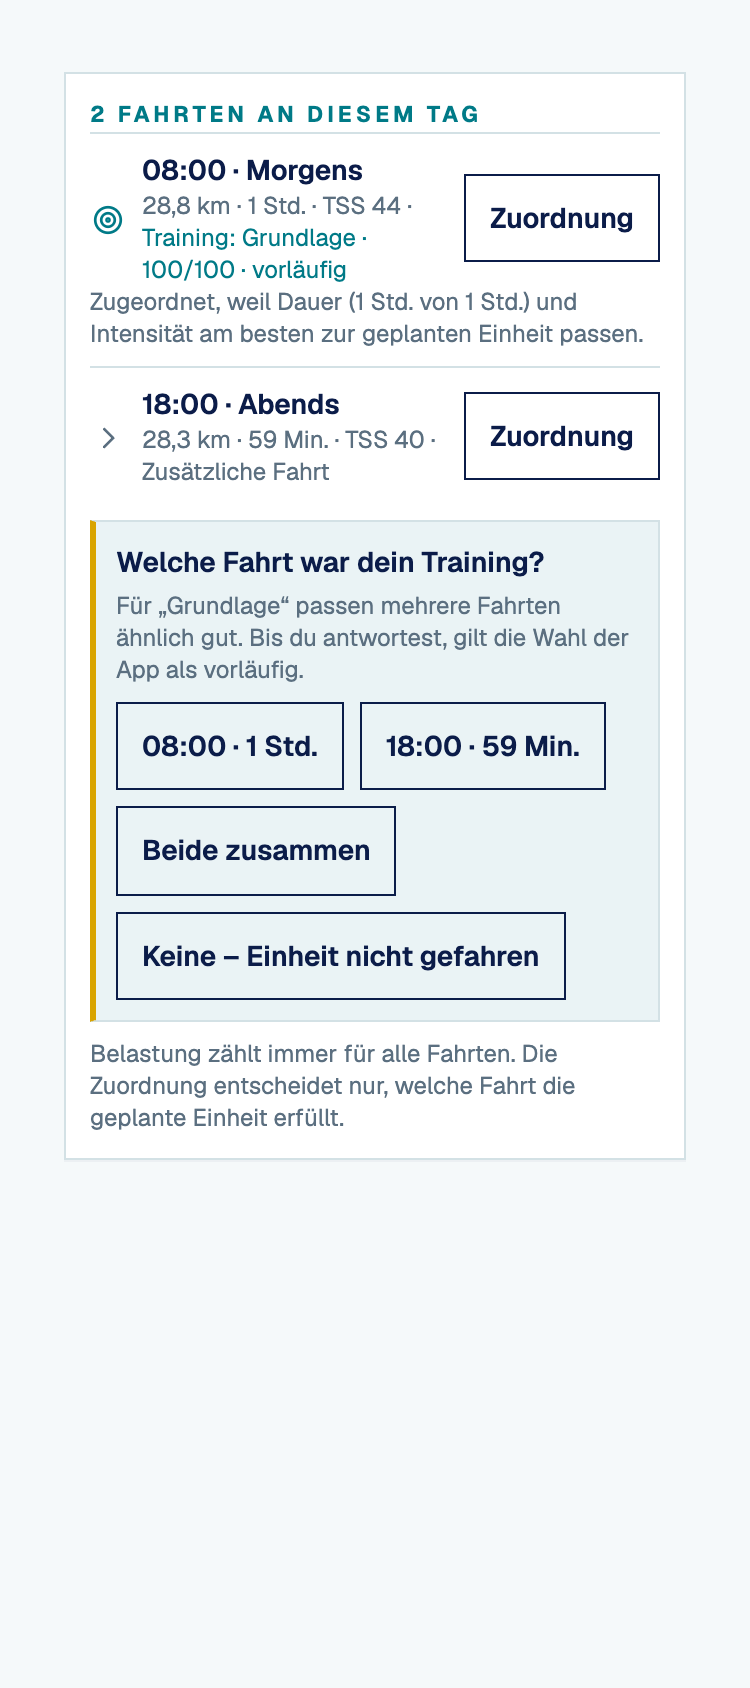 2 FAHRTEN AN DIESEM TAG
08:00 · Morgens
28,8 km · 1 Std. · TSS 44 ·
Training: Grundlage ·
100/100 · vorläufig
Zuordnung
Zugeordnet, weil Dauer (1 Std. von 1 Std.) und
Intensität am besten zur geplanten Einheit passen.
18:00 · Abends
28,3 km · 59 Min. · TSS 40 ·
Zusätzliche Fahrt
Zuordnung
Welche Fahrt war dein Training?
Für „Grundlage“ passen mehrere Fahrten
ähnlich gut. Bis du antwortest, gilt die Wahl der
App als vorläufig.
08:00 · 1 Std.
18:00 · 59 Min.
Beide zusammen
Keine – Einheit nicht gefahren
Belastung zählt immer für alle Fahrten. Die
Zuordnung entscheidet nur, welche Fahrt die
geplante Einheit erfüllt.